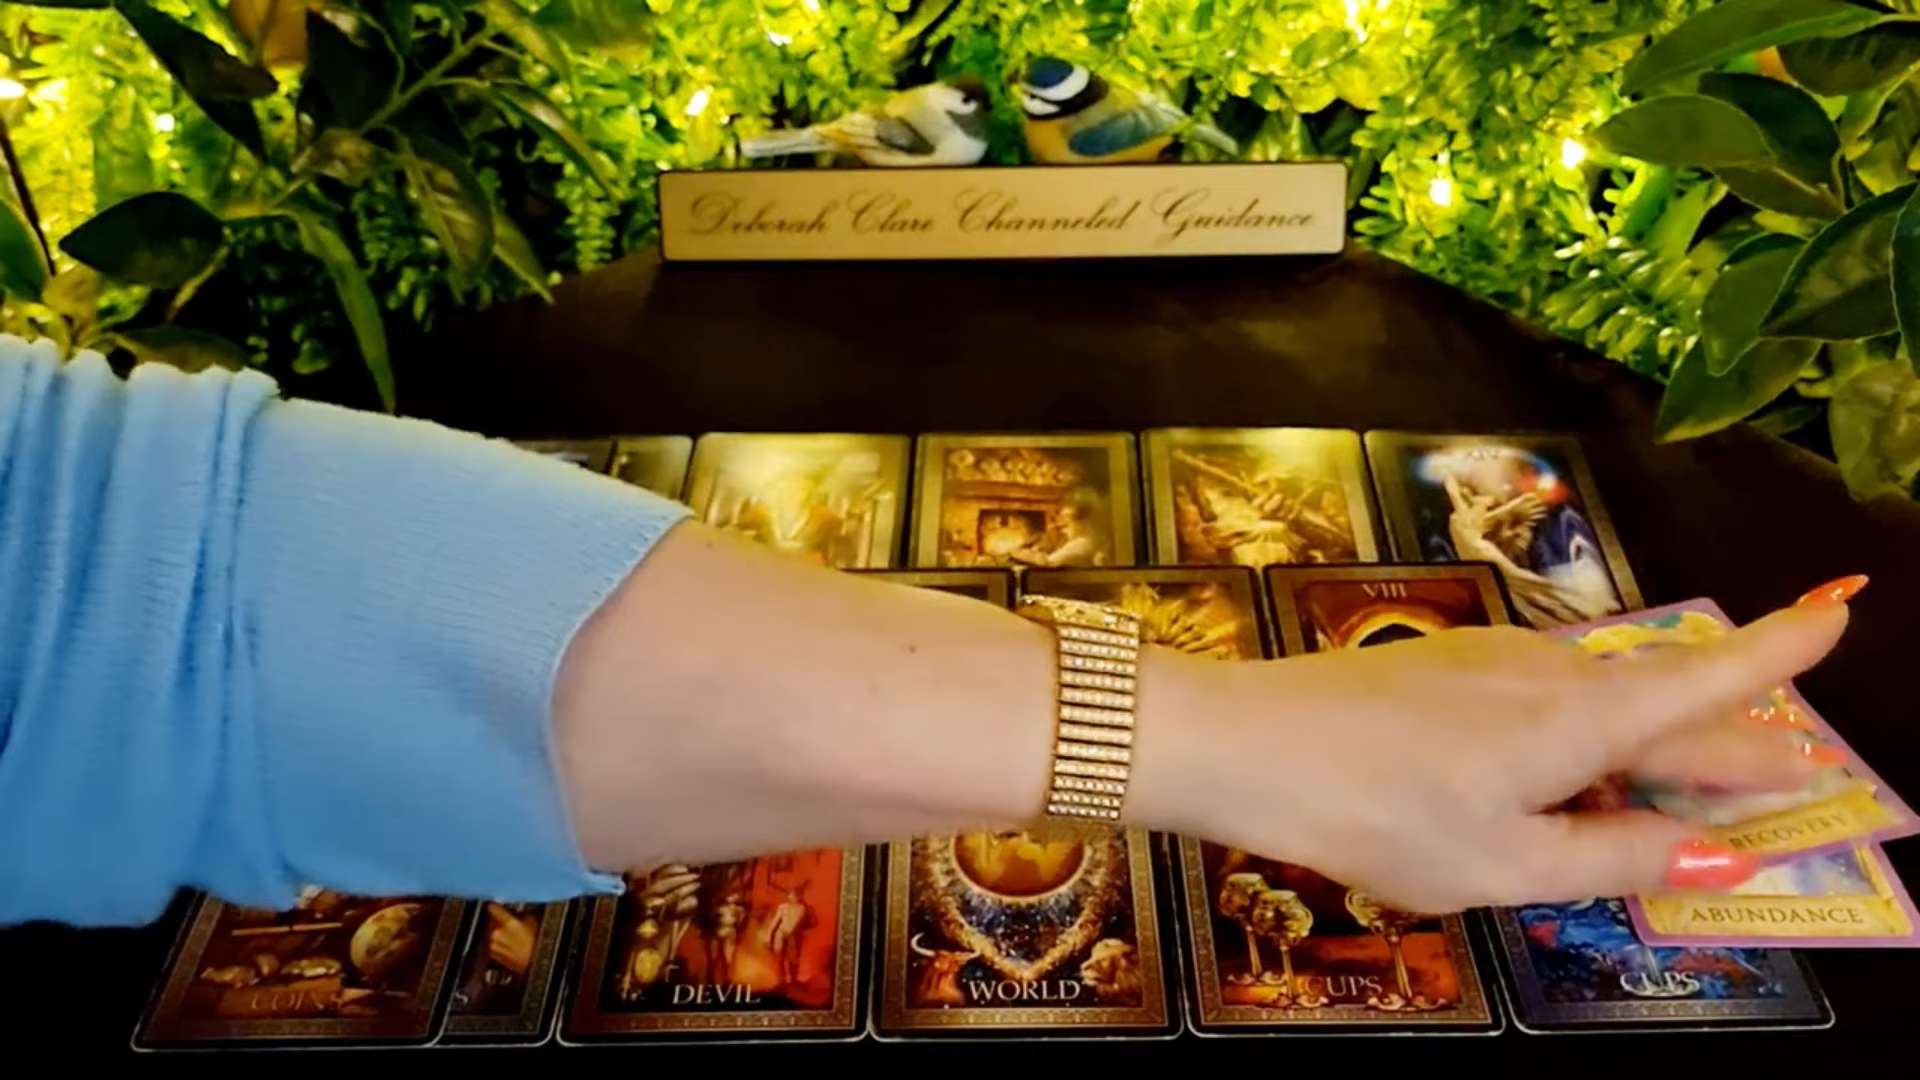 Deborah Clare Channeled Guidance
VIII
RECOVERY
ABUNDANCE
COINS
S
DEVIL
WORLD
CUPS
CUPS